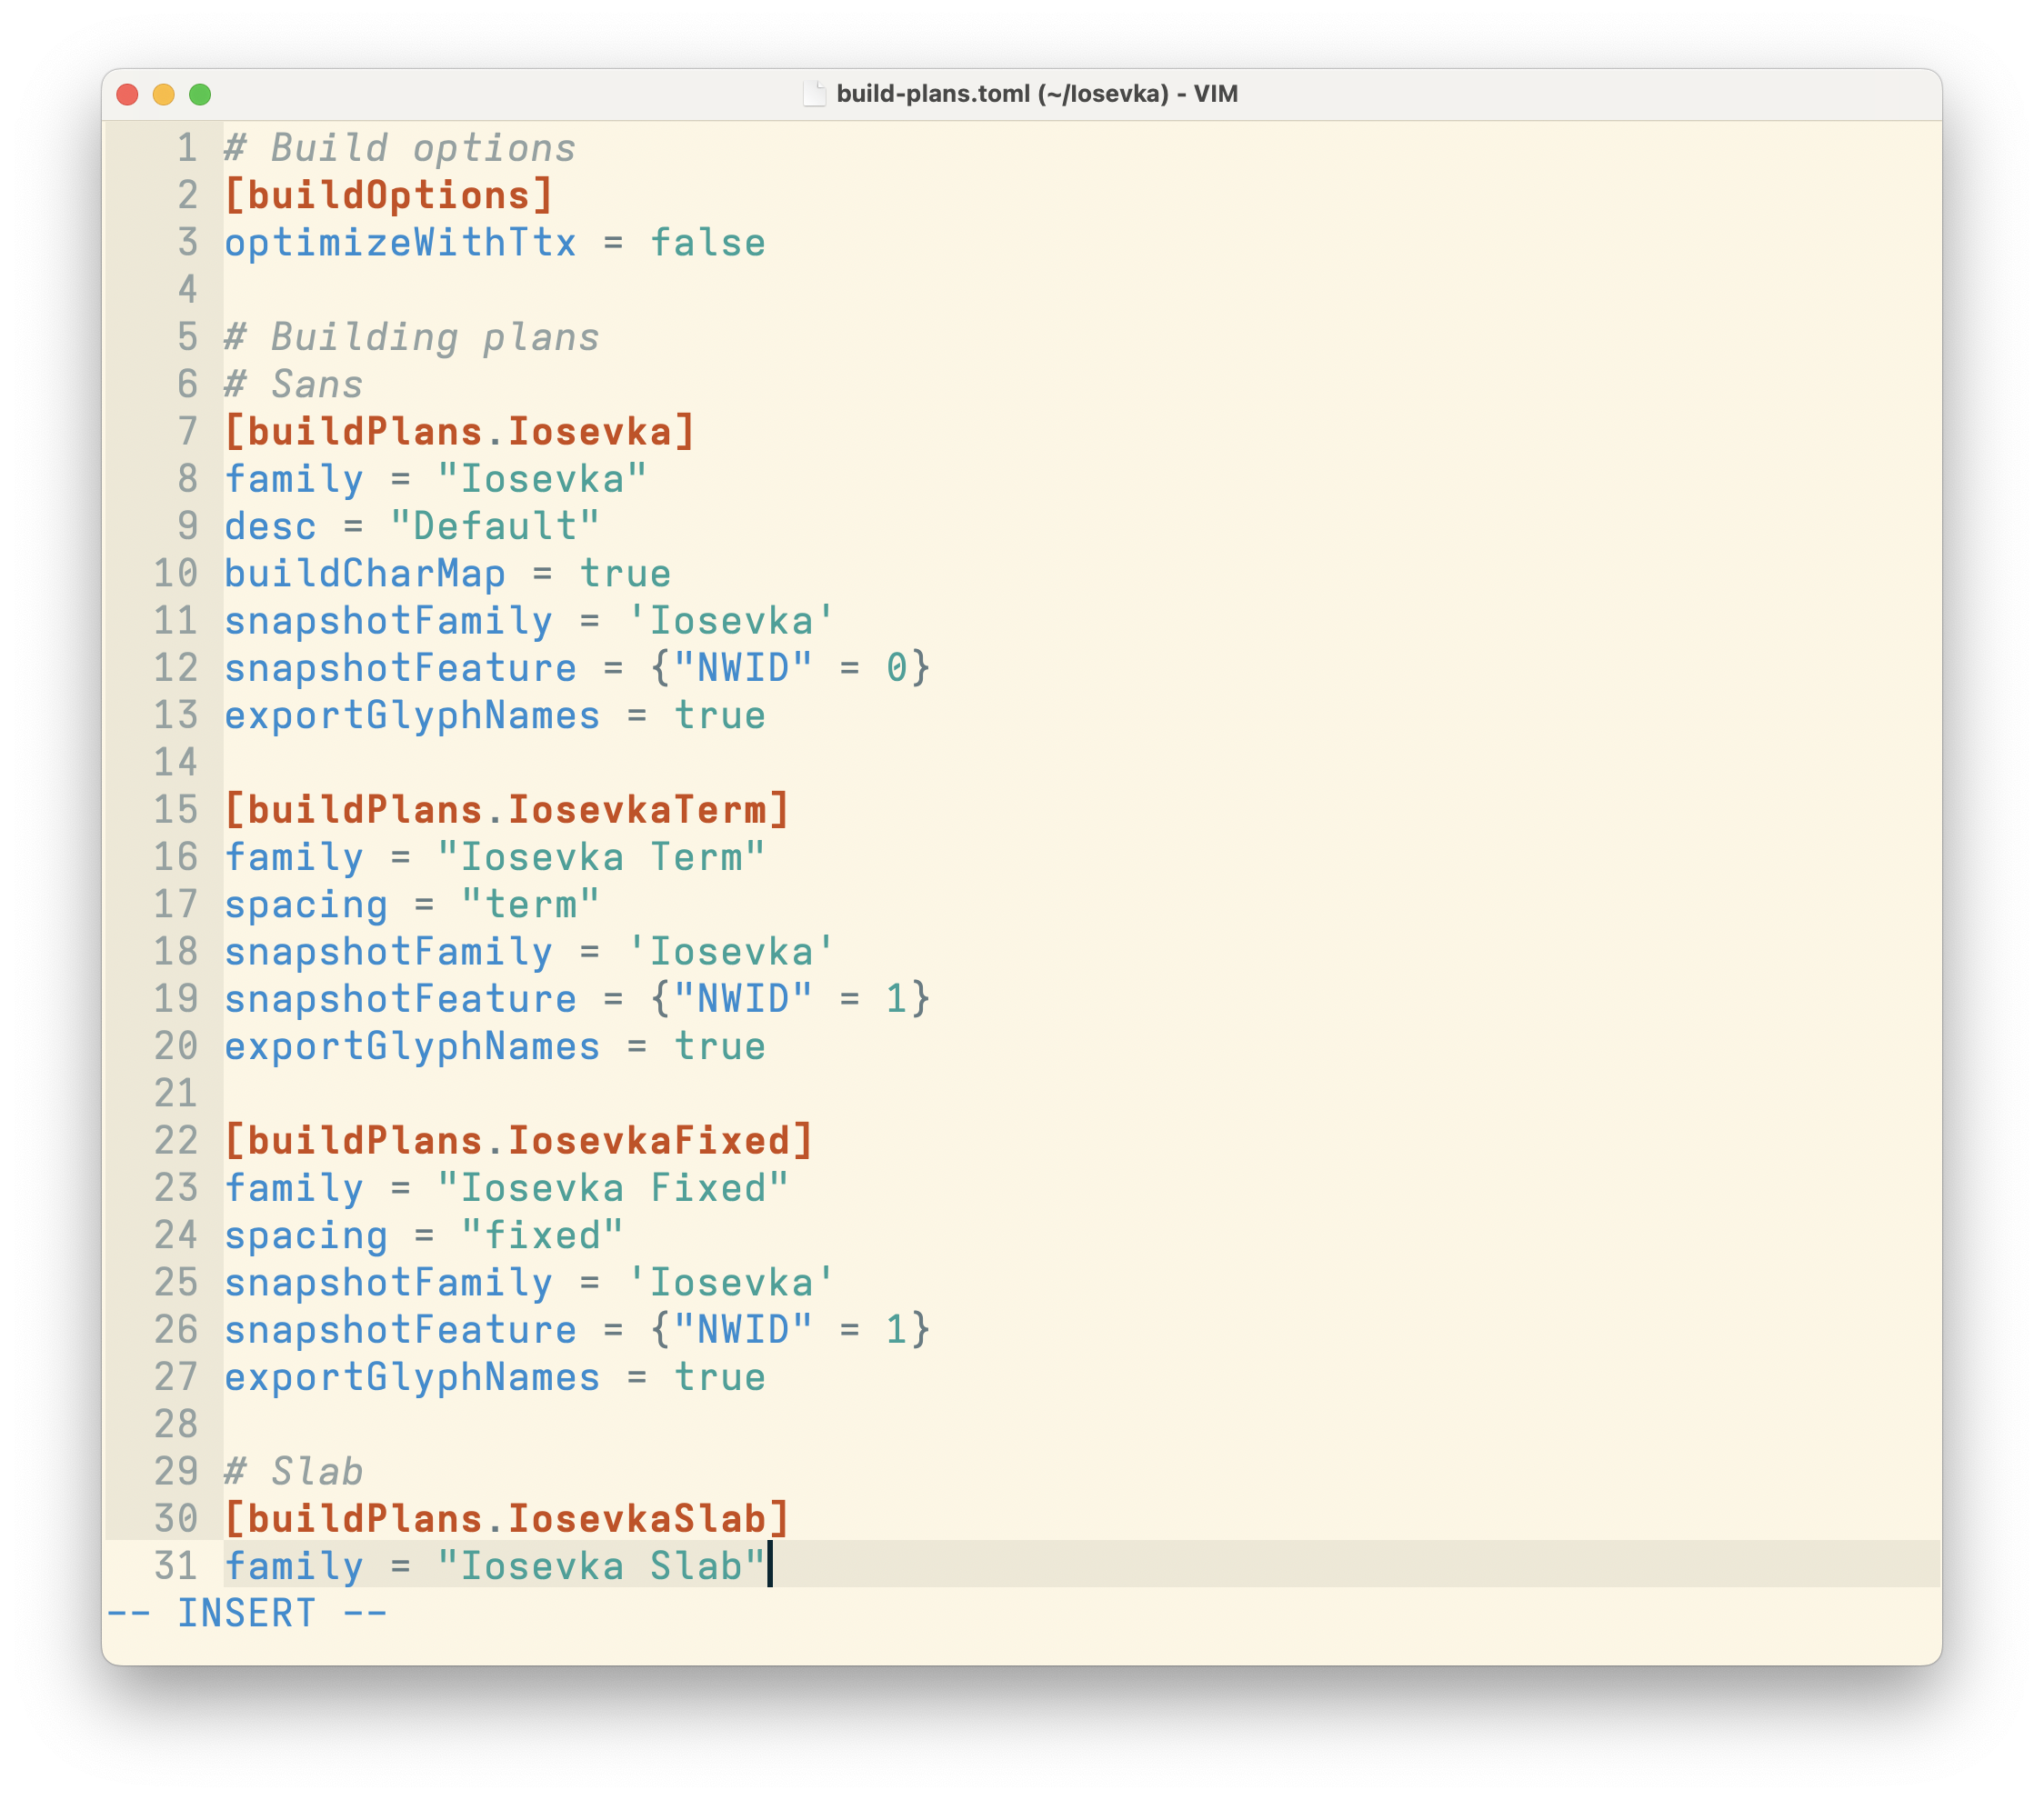 build-plans.toml (~/Iosevka) - VIM
1 # Build options
2 [buildOptions]
3 optimizeWithTtx = false
4
5 # Building plans
6 # Sans
7 [buildPlans.Iosevka]
8 family = "Iosevka"
9 desc = "Default"
10 buildCharMap = true
11 snapshotFamily = 'Iosevka'
12 snapshotFeature = {"NWID" = 0}
13 exportGlyphNames = true
14
15 [buildPlans.IosevkaTerm]
16 family = "Iosevka Term"
17 spacing = "term"
18 snapshotFamily = 'Iosevka'
19 snapshotFeature = {"NWID" = 1}
20 exportGlyphNames = true
21
22 [buildPlans.IosevkaFixed]
23 family = "Iosevka Fixed"
24 spacing = "fixed"
25 snapshotFamily = 'Iosevka'
26 snapshotFeature = {"NWID" = 1}
27 exportGlyphNames = true
28
29 # Slab
30 [buildPlans.IosevkaSlab]
31 family = "Iosevka Slab"
-- INSERT --